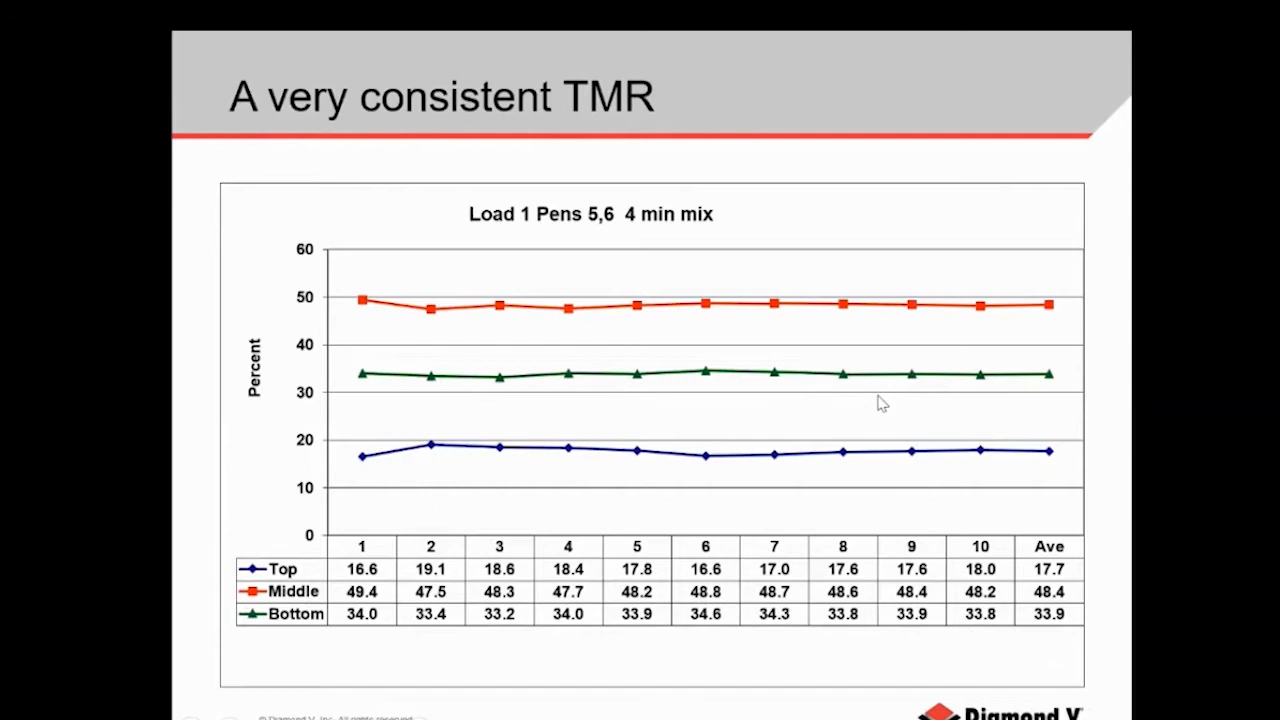 A very consistent TMR
Load 1 Pens 5,6 4 min mix
Percent
60
50
40
30
20
10
0
1 2 3 4 5 6 7 8 9 10 Ave
Top 16.6 19.1 18.6 18.4 17.8 16.6 17.0 17.6 17.6 18.0 17.7
Middle 49.4 47.5 48.3 47.7 48.2 48.8 48.7 48.6 48.4 48.2 48.4
Bottom 34.0 33.4 33.2 34.0 33.9 34.6 34.3 33.8 33.9 33.8 33.9
© Diamond V, Inc. All rights reserved
Diamond V